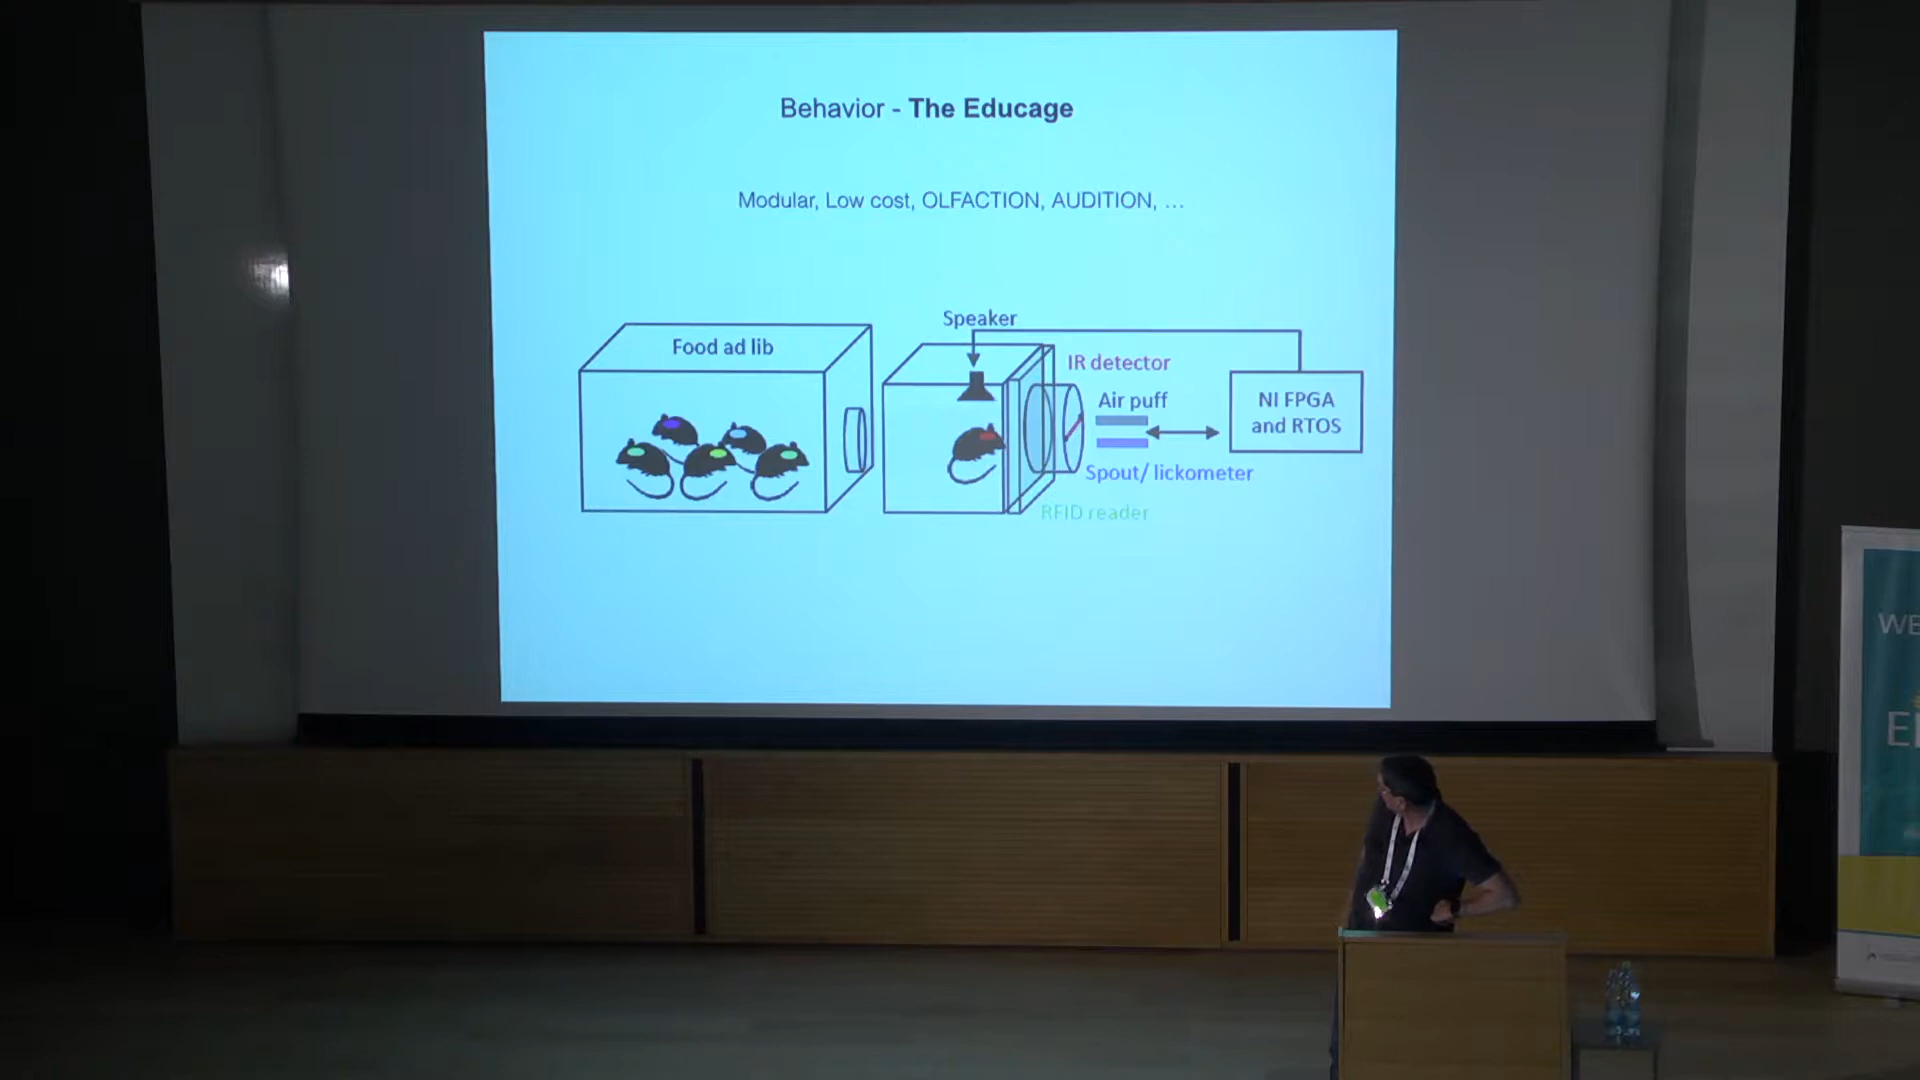 Behavior - The Educage
Modular, Low cost, OLFACTION, AUDITION, ...
Speaker
Food ad lib
IR detector
Air puff
NI FPGA
and RTOS
Spout/ lickometer
RFID reader
WE